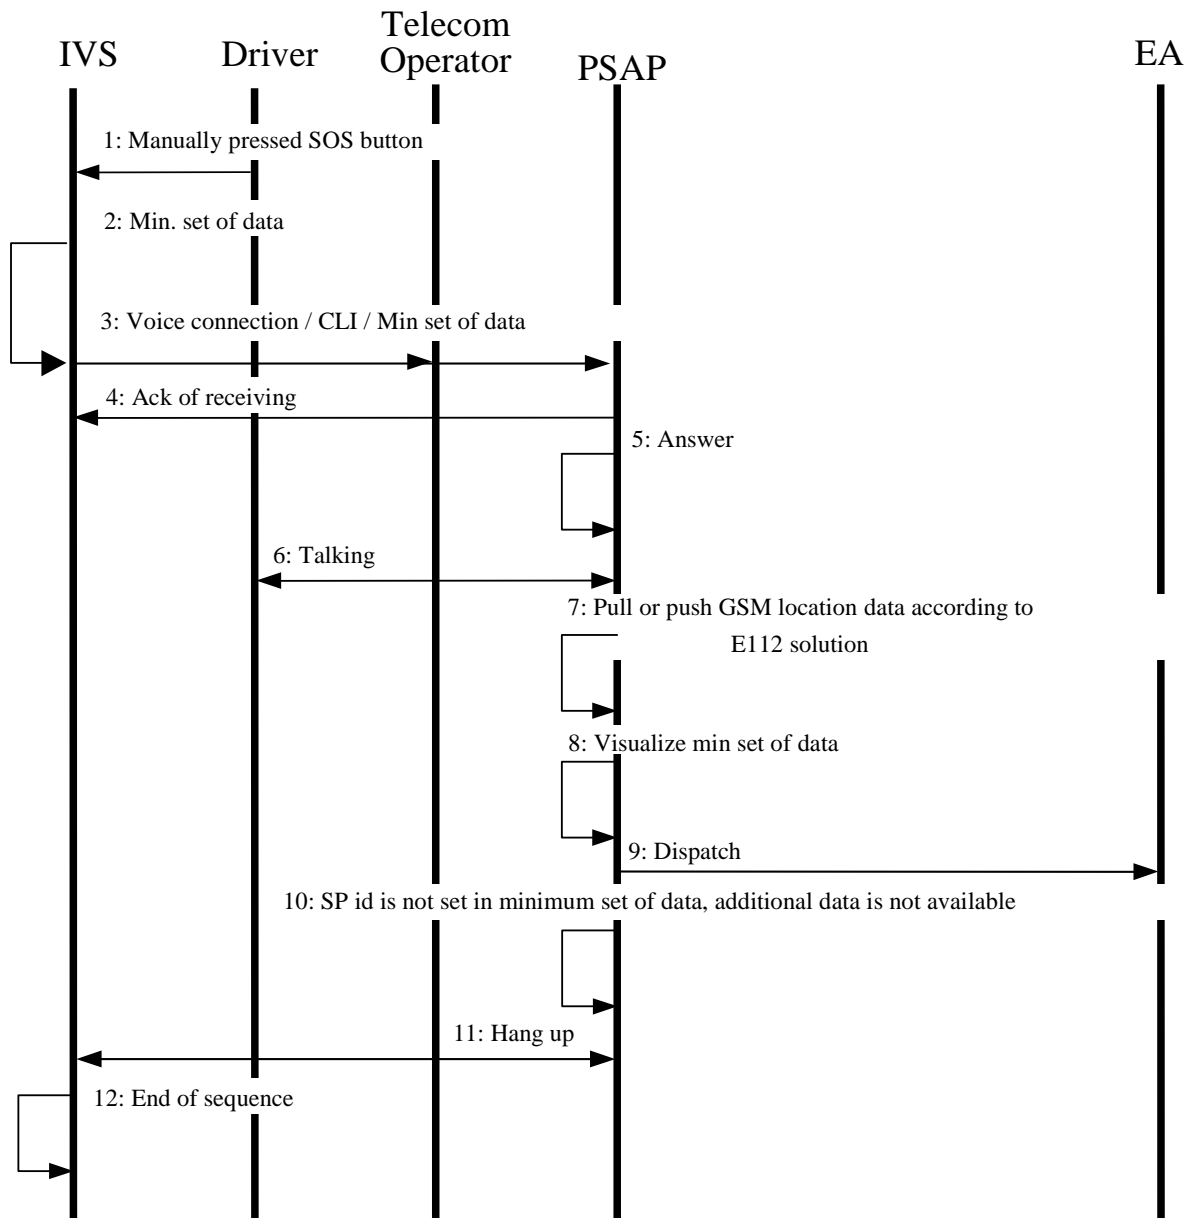 IVS
Driver
Telecom
Operator
PSAP
EA
1: Manually pressed SOS button
2: Min. set of data
3: Voice connection / CLI / Min set of data
4: Ack of receiving
5: Answer
6: Talking
7: Pull or push GSM location data according to
E112 solution
8: Visualize min set of data
9: Dispatch
10: SP id is not set in minimum set of data, additional data is not available
11: Hang up
12: End of sequence